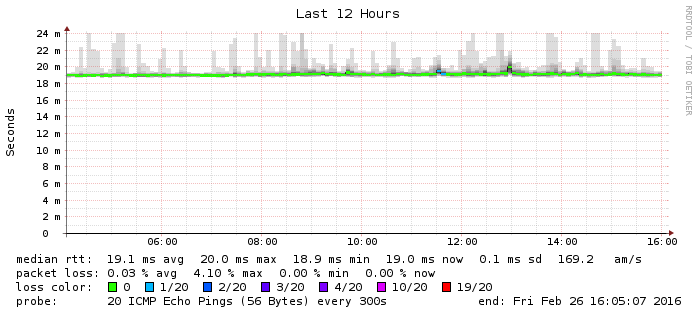 Last 12 Hours
RRDTOOL / TOBI OETIKER
Seconds
24 m
22 m
20 m
18 m
16 m
14 m
12 m
10 m
8 m
6 m
4 m
2 m
0
06:00 08:00 10:00 12:00 14:00 16:00
median rtt: 19.1 ms avg 20.0 ms max 18.9 ms min 19.0 ms now 0.1 ms sd 169.2 am/s
packet loss: 0.03 % avg 4.10 % max 0.00 % min 0.00 % now
loss color: 0 1/20 2/20 3/20 4/20 10/20 19/20
probe: 20 ICMP Echo Pings (56 Bytes) every 300s end: Fri Feb 26 16:05:07 2016